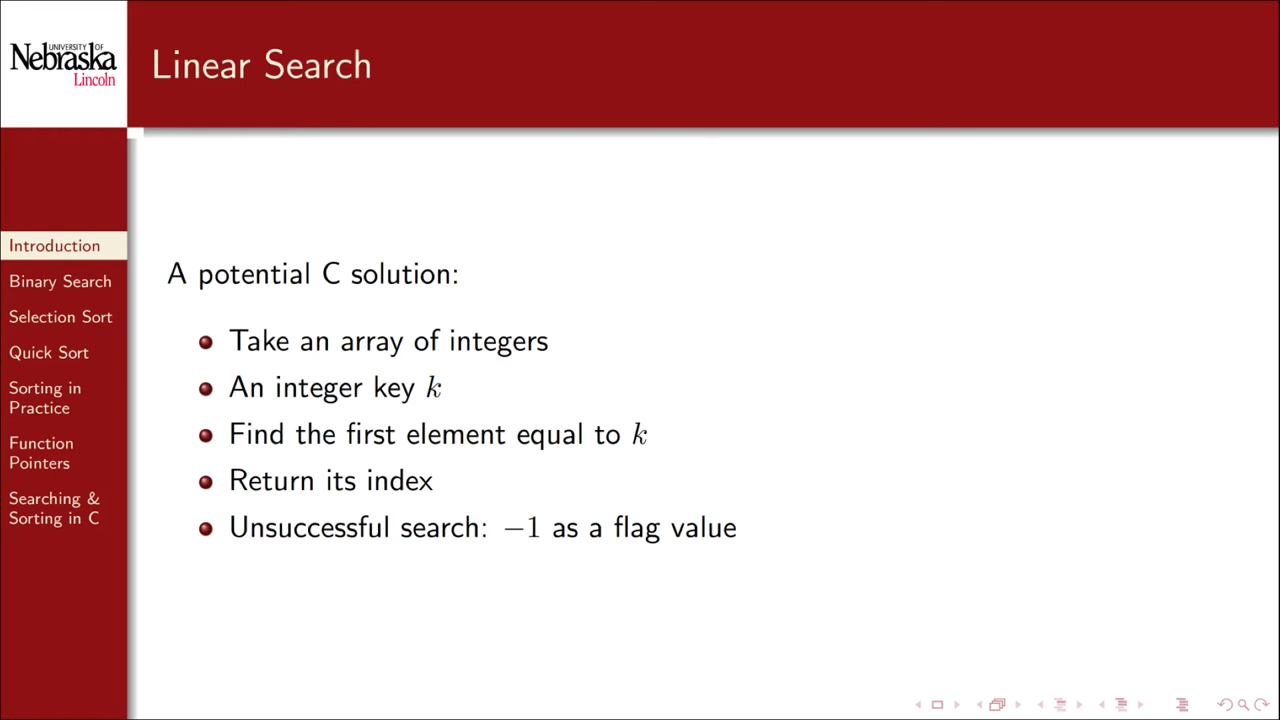 UNIVERSITY OF
Nebraska
Lincoln
Linear Search
Introduction
Binary Search
Selection Sort
Quick Sort
Sorting in
Practice
Function
Pointers
Searching &
Sorting in C
A potential C solution:
Take an array of integers
An integer key k
Find the first element equal to k
Return its index
Unsuccessful search: −1 as a flag value